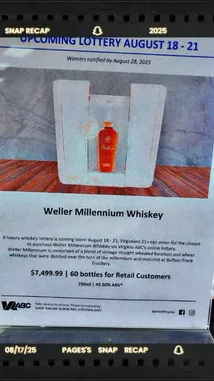 SNAP RECAP 2025
UPCOMING LOTTERY AUGUST 18 - 21
Winners notified by August 28, 2025
Weller Millennium Whiskey
A luxury whiskey lottery is coming soon! August 18 - 21, Virginians 21+ can enter for the chance
to purchase Weller Millennium Whiskey via Virginia ABC's online lottery.
Weller Millennium is comprised of a blend of vintage straight wheated bourbon and wheat
whiskies that were distilled near the turn of the millennium and matured at Buffalo Trace
Distillery.
$7,499.99 | 60 bottles for Retail Customers
750ml | 49.50% ABV*
VAABC
08/17/25 PAGES'S SNAP RECAP